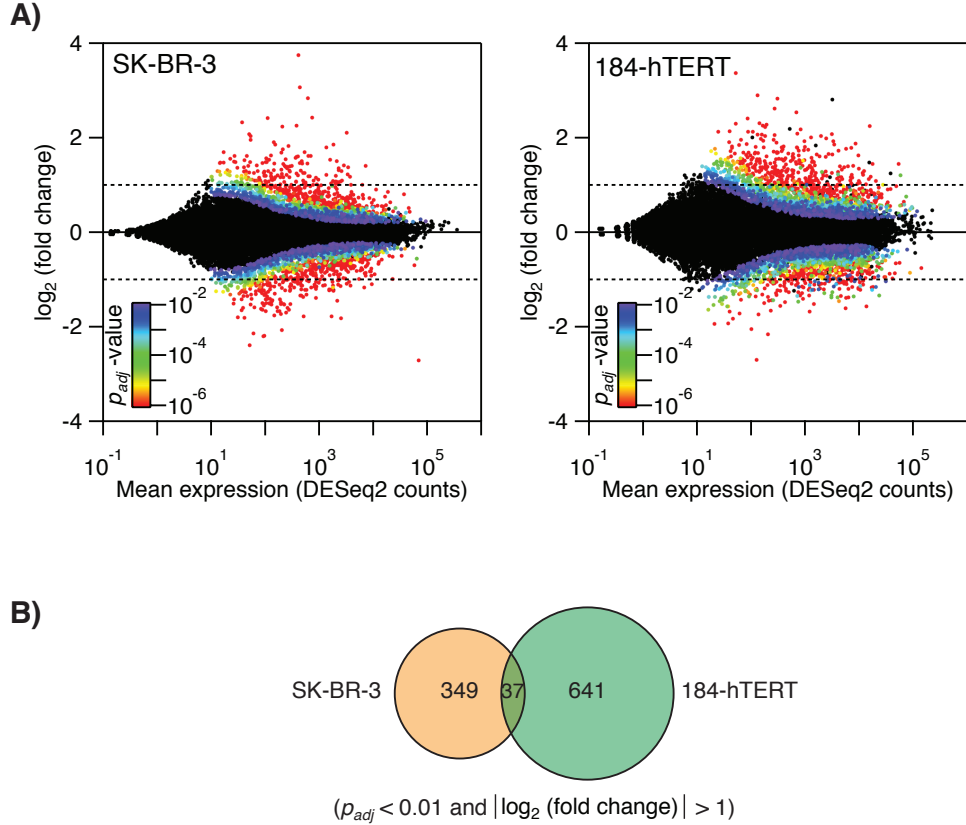 A)
SK-BR-3
log2 (fold change)
4
2
0
-2
-4
padj-value
10-2
10-4
10-6
10-1
101
103
105
Mean expression (DESeq2 counts)
184-hTERT
log2 (fold change)
4
2
0
-2
-4
padj-value
10-2
10-4
10-6
10-1
101
103
105
Mean expression (DESeq2 counts)
B)
SK-BR-3 349 37 641 184-hTERT
(padj < 0.01 and |log2 (fold change)| > 1)